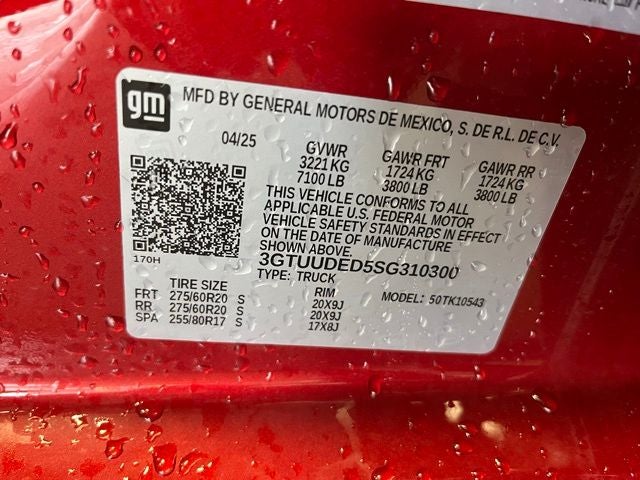 gm
MFD BY GENERAL MOTORS DE MEXICO, S. DE R.L. DE C.V.
04/25 GVWR GAWR FRT GAWR RR
3221 KG 1724 KG 1724 KG
7100 LB 3800 LB 3800 LB
THIS VEHICLE CONFORMS TO ALL
APPLICABLE U.S. FEDERAL MOTOR
VEHICLE SAFETY STANDARDS IN EFFECT
ON THE DATE OF MANUFACTURE
SHOWN ABOVE.
170H 3GTUUDED5SG310300
TYPE: TRUCK
TIRE SIZE RIM MODEL: 50TK10543
FRT 275/60R20 S 20X9J
RR 275/60R20 S 20X9J
SPA 255/80R17 S 17X8J